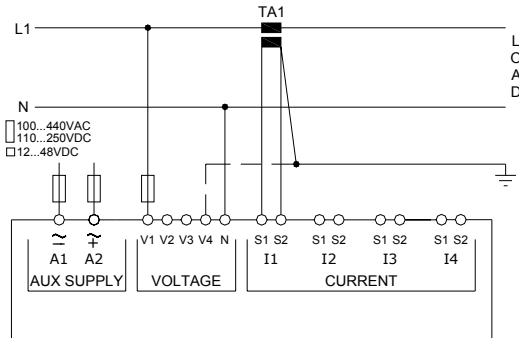 TA1
L1
LOAD
N
100...440VAC
110...250VDC
12...48VDC
V1 V2 V3 V4 N S1 S2 S1 S2 S1 S2 S1 S2
A1 A2 I1 I2 I3 I4
AUX SUPPLY VOLTAGE CURRENT